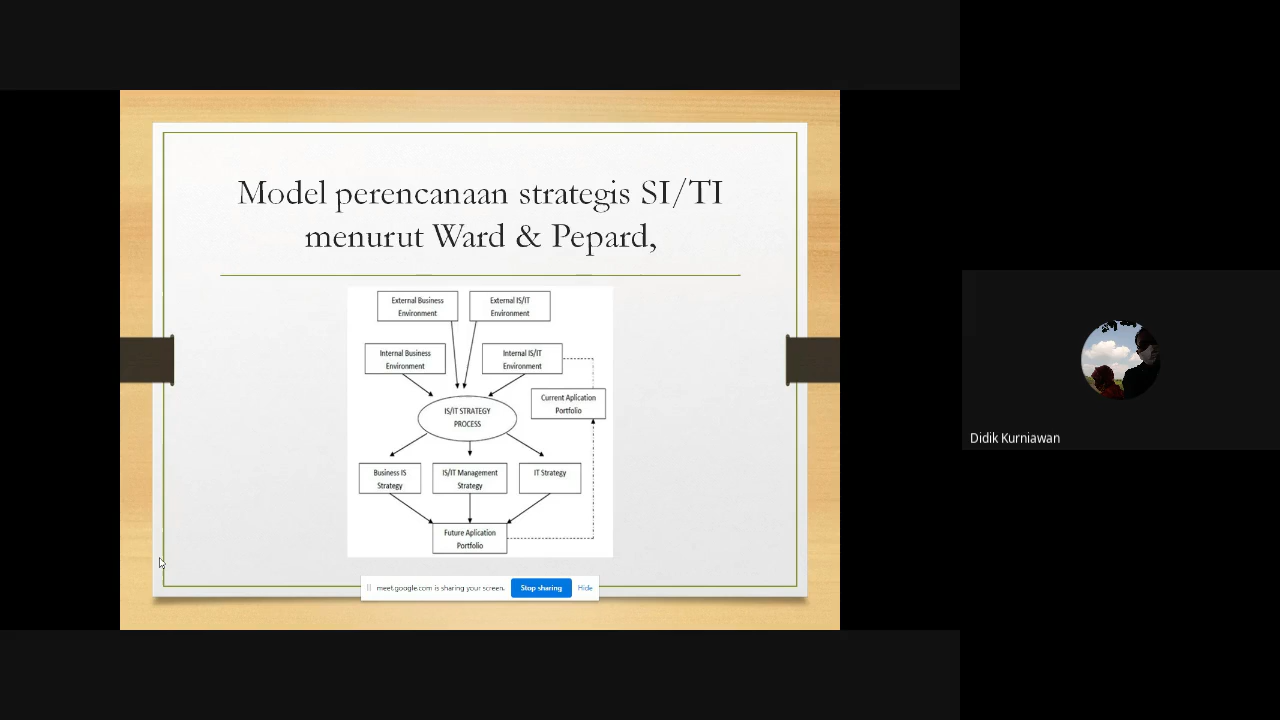 Model perencanaan strategis SI/TI
menurut Ward & Pepard,
External Business
Environment
External IS/IT
Environment
Internal Business
Environment
Internal IS/IT
Environment
Current Aplication
Portfolio
IS/IT STRATEGY
PROCESS
Business IS
Strategy
IS/IT Management
Strategy
IT Strategy
Future Aplication
Portfolio
meet.google.com is sharing your screen.
Stop sharing
Hide
Didik Kurniawan